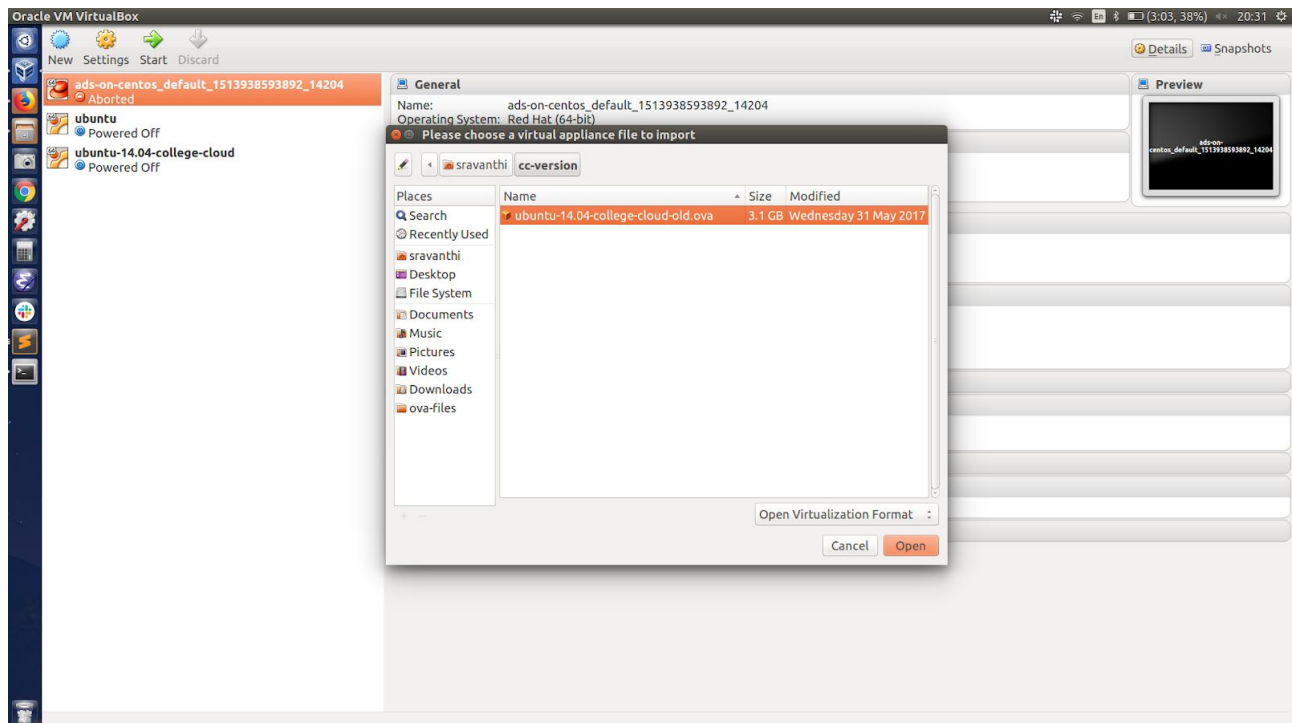 Oracle VM VirtualBox
En (3:03, 38%) 20:31
New Settings Start Discard
Details Snapshots
ads-on-centos_default_1513938593892_14204
Aborted
ubuntu
Powered Off
ubuntu-14.04-college-cloud
Powered Off
General
Name: ads-on-centos_default_1513938593892_14204
Operating System: Red Hat (64-bit)
Preview
ads-on-
centos_default_1513938593892_14204
Please choose a virtual appliance file to import
sravanthi cc-version
Places Name Size Modified
Search ubuntu-14.04-college-cloud-old.ova 3.1 GB Wednesday 31 May 2017
Recently Used
sravanthi
Desktop
File System
Documents
Music
Pictures
Videos
Downloads
ova-files
Open Virtualization Format
Cancel Open